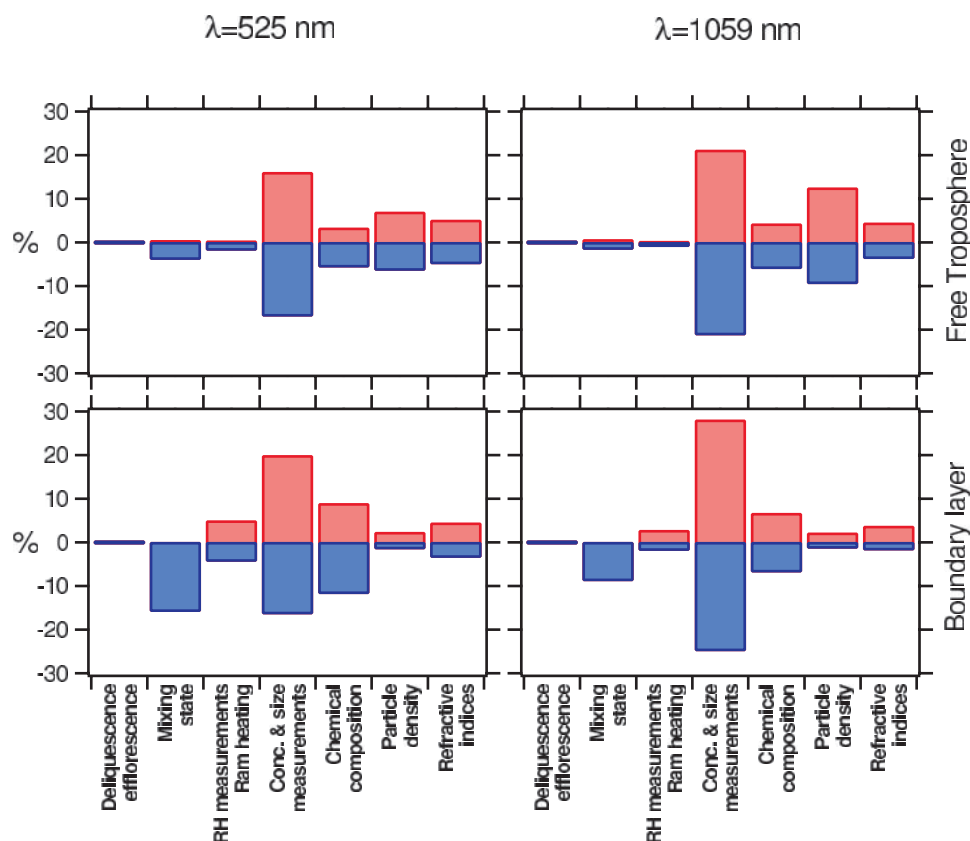 λ=525 nm
λ=1059 nm
30
20
10
0
-10
-20
-30
%
Free Troposphere
30
20
10
0
-10
-20
-30
%
Boundary layer
Deliquescence
efflorescence
Mixing
state
RH measurements
Ram heating
Conc. & size
measurements
Chemical
composition
Particle
density
Refractive
indices
Deliquescence
efflorescence
Mixing
state
RH measurements
Ram heating
Conc. & size
measurements
Chemical
composition
Particle
density
Refractive
indices